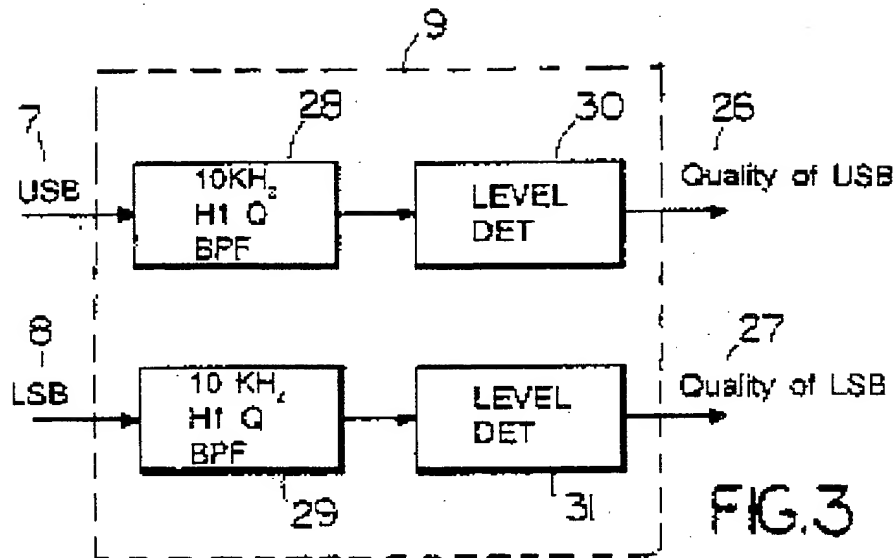 9
7
USB
28
10KHz
HI Q
BPF
30
LEVEL
DET
26
Quality of USB
8
LSB
10 KHz
HI Q
BPF
29
LEVEL
DET
31
27
Quality of LSB
FIG.3